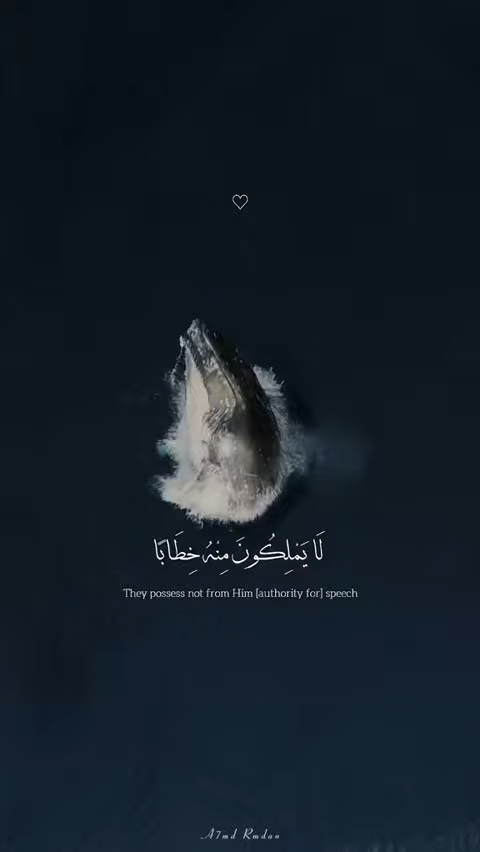 لَا يَمْلِكُونَ مِنْهُ خِطَابًا
They possess not from Him [authority for] speech
A7md Rmdan